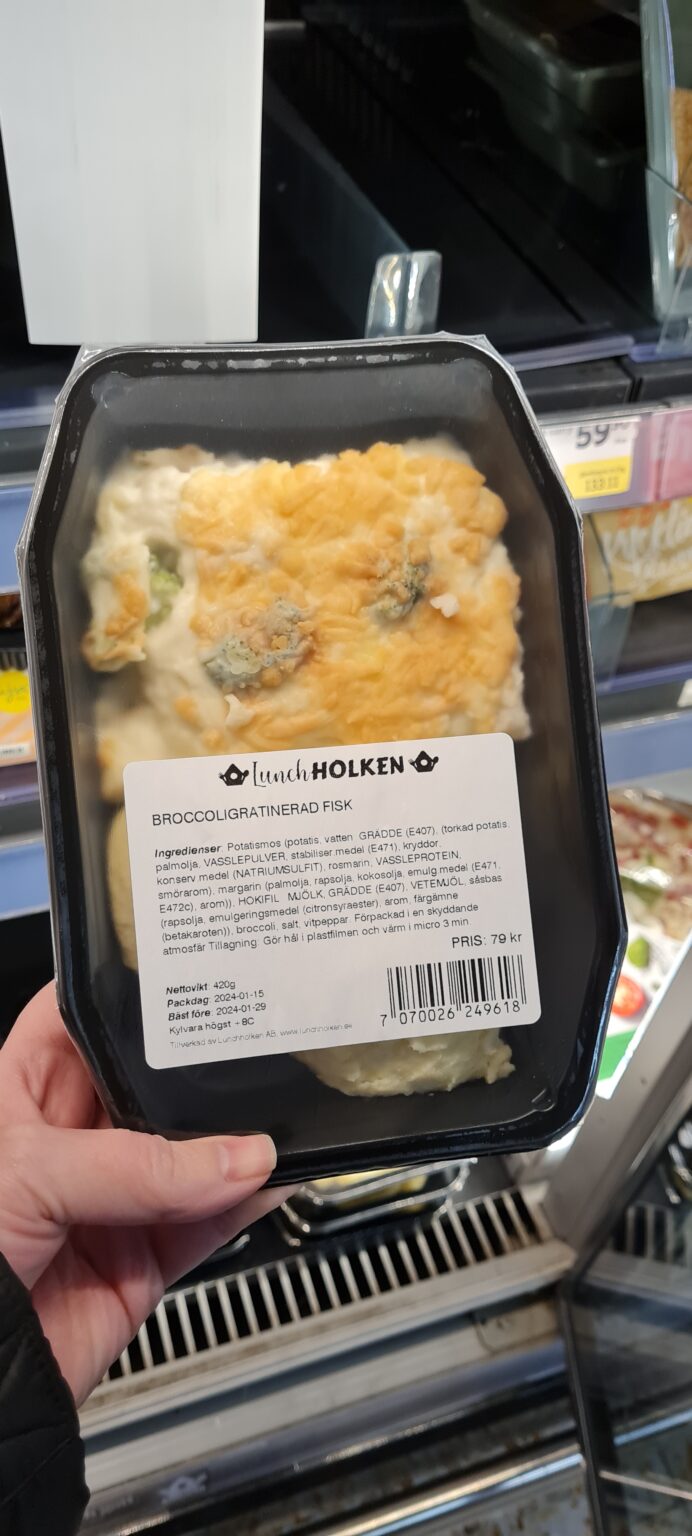 59
LunchHOLKEN
BROCCOLIGRATINERAD FISK
Ingredienser: Potatismos (potatis, vatten GRÄDDE (E407), (torkad potatis,
palmolja, VASSLEPULVER, stabiliser.medel (E471), kryddor.
konserv.medel (NATRIUMSULFIT), rosmarin, VASSLEPROTEIN,
smörarom), margarin (palmolja, rapsolja, kokosolja, emulg.medel (E471,
E472c), arom)), HOKIFIL MJÖLK, GRÄDDE (E407), VETEMJÖL, såsbas
(rapsolja, emulgeringsmedel (citronsyraester), arom, färgämne
(betakaroten)), broccoli, salt, vitpeppar. Förpackad i en skyddande
atmosfär Tillagning: Gör hål i plastfilmen och värm i micro 3 min.
PRIS: 79 kr
Nettovikt: 420g
Packdag: 2024-01-15
Bäst före: 2024-01-29
Kylvara högst +8C
Tillverkad av Lunchholken AB, www.lunchholken.se
7 070026 249618